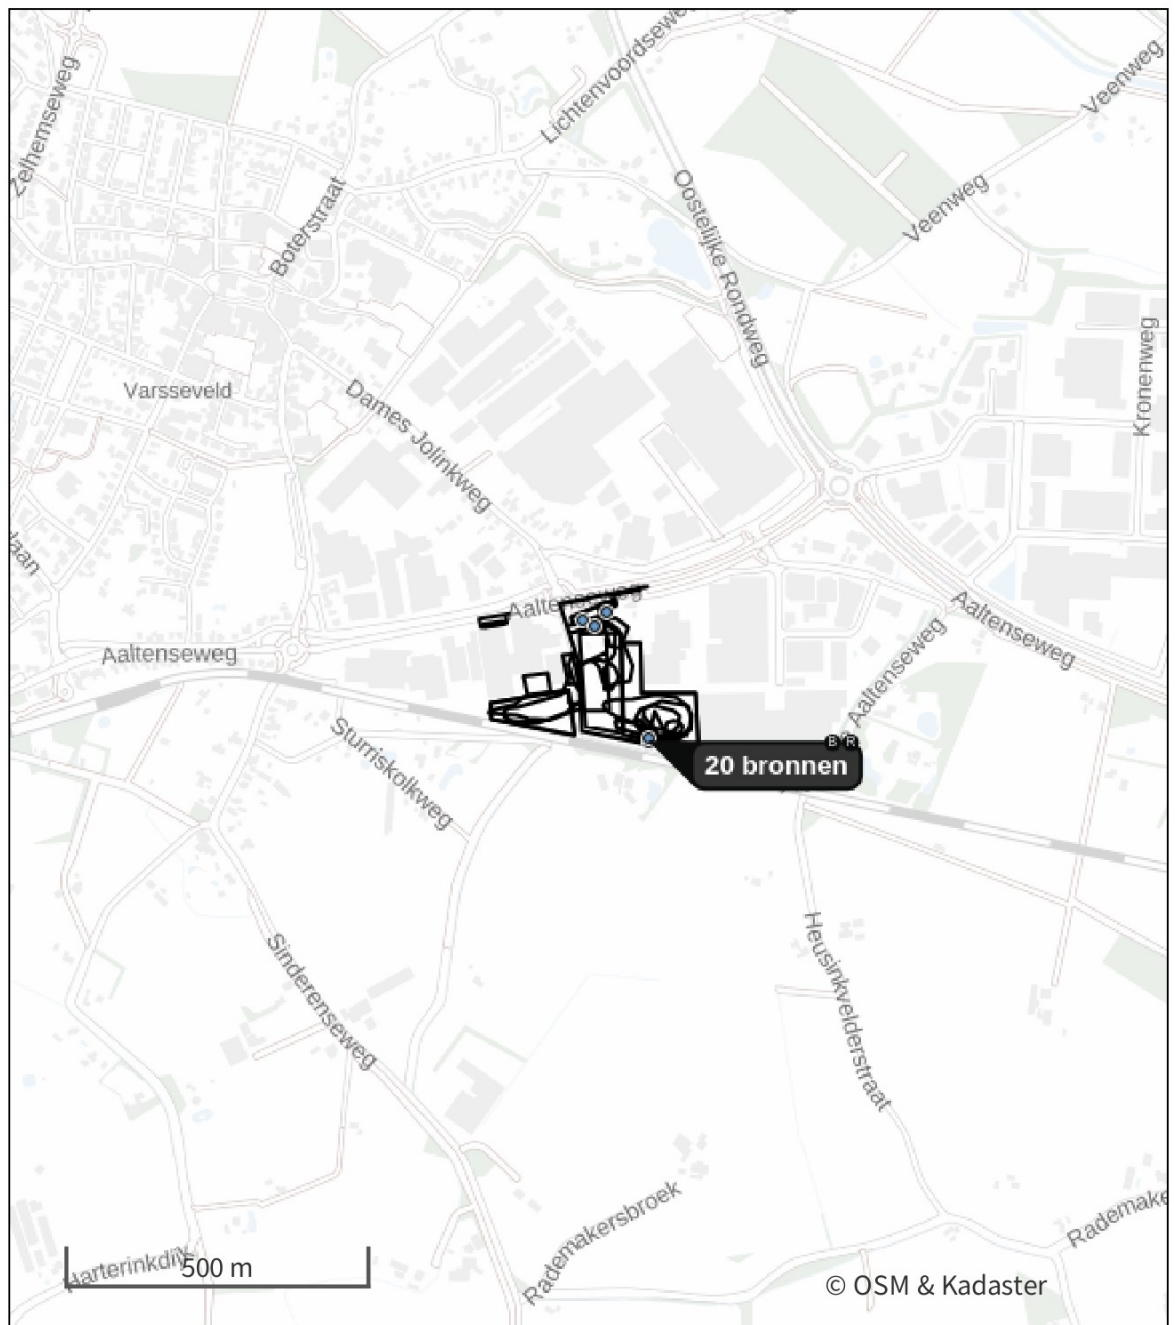 Zelhemseweg
Lichtenvoordseweg
Veenweg
Boterstraat
Oostelijke Rondweg
Veenweg
Kronenweg
Varsseveld
Dames Jolinkweg
laan
Aaltenseweg
Aaltenseweg
Aaltenseweg
Aaltenseweg
B R
20 bronnen
Sturriskolkweg
Sinderenseweg
Heusinkvelderstraat
Rademakersbroek
Rademake
Harterinkdijk
500 m
© OSM & Kadaster